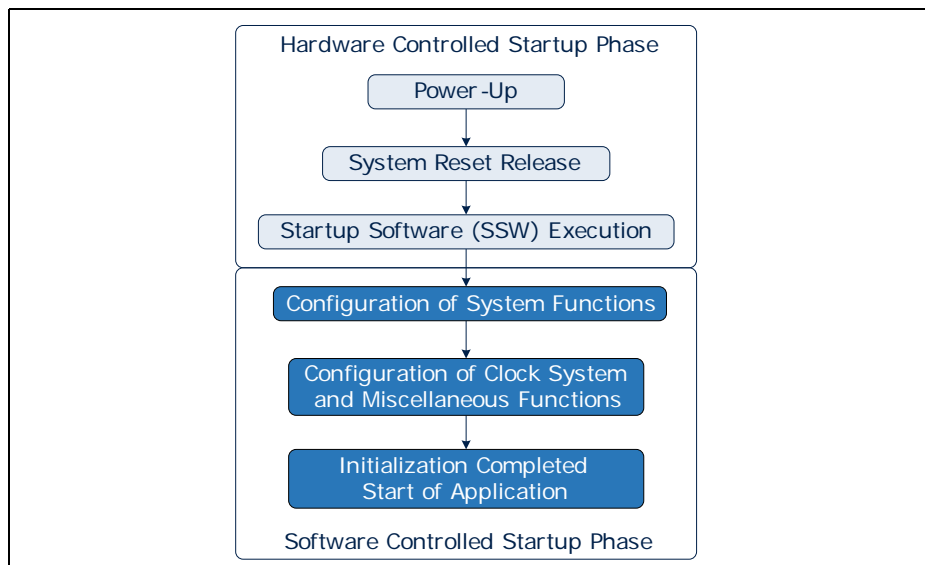 Hardware Controlled Startup Phase
Power-Up
System Reset Release
Startup Software (SSW) Execution
Configuration of System Functions
Configuration of Clock System
and Miscellaneous Functions
Initialization Completed
Start of Application
Software Controlled Startup Phase